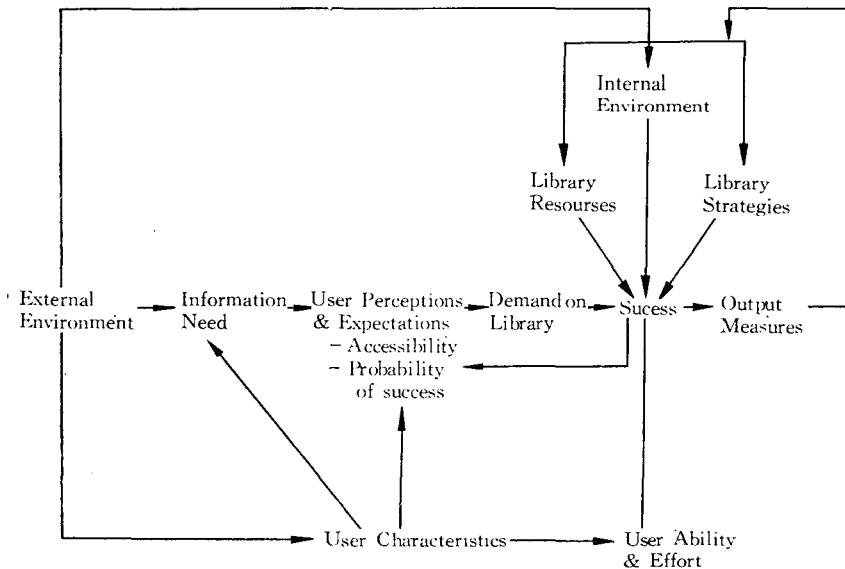 Internal
Environment
Library
Resourses
Library
Strategies
External
Environment
Information
Need
User Perceptions
& Expectations
– Accessibility
– Probability
of success
Demand on
Library
Sucess
Output
Measures
User Characteristics
User Ability
& Effort